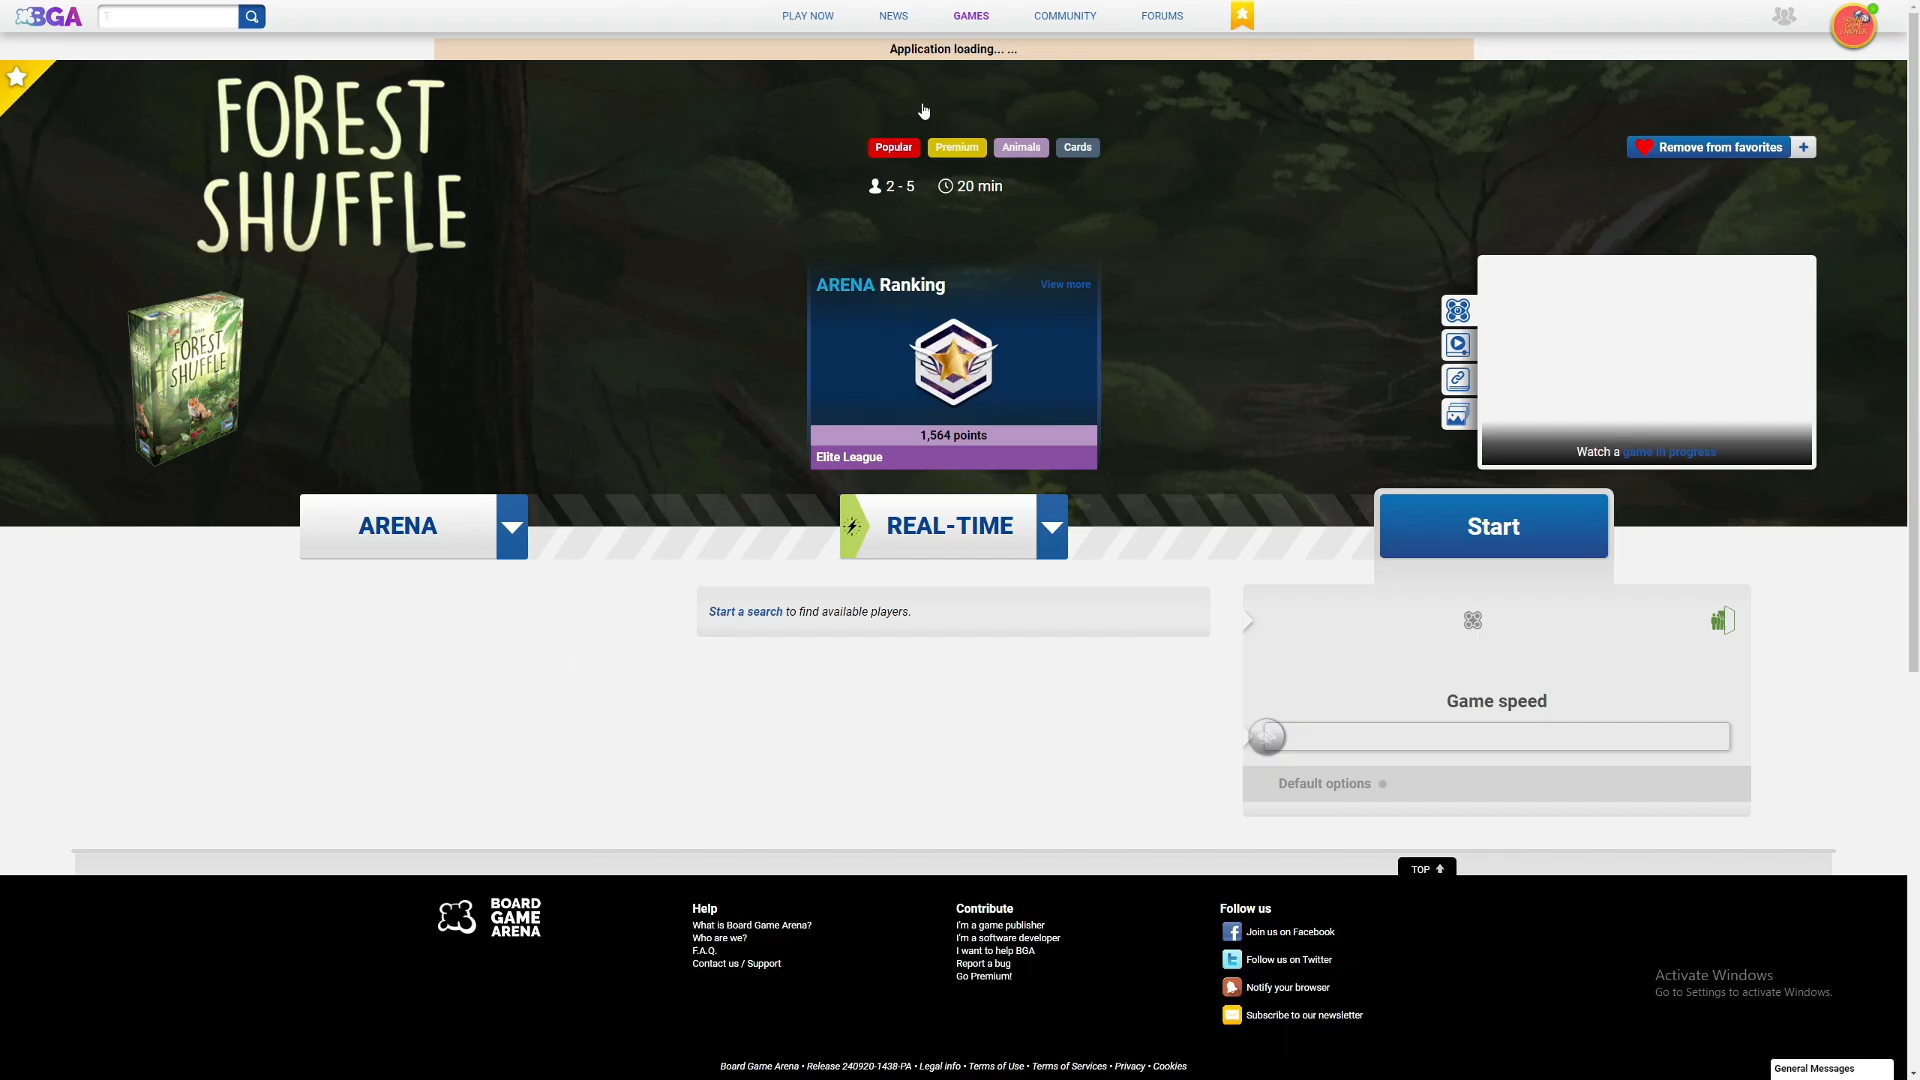 BGA
T
PLAY NOW
NEWS
GAMES
COMMUNITY
FORUMS
Application loading... ...
FOREST
SHUFFLE
Popular
Premium
Animals
Cards
2 - 5
20 min
Remove from favorites
+
ARENA Ranking
View more
FOREST
SHUFFLE
1,564 points
Elite League
Watch a game in progress
ARENA
REAL-TIME
Start
Start a search to find available players.
Game speed
Default options
TOP
BOARD
GAME
ARENA
Help
What is Board Game Arena?
Who are we?
F.A.Q.
Contact us / Support
Contribute
I'm a game publisher
I'm a software developer
I want to help BGA
Report a bug
Go Premium!
Follow us
Join us on Facebook
Follow us on Twitter
Notify your browser
Subscribe to our newsletter
Activate Windows
Go to Settings to activate Windows.
Board Game Arena • Release 240920-1438-PA • Legal info • Terms of Use • Terms of Services • Privacy • Cookies
General Messages